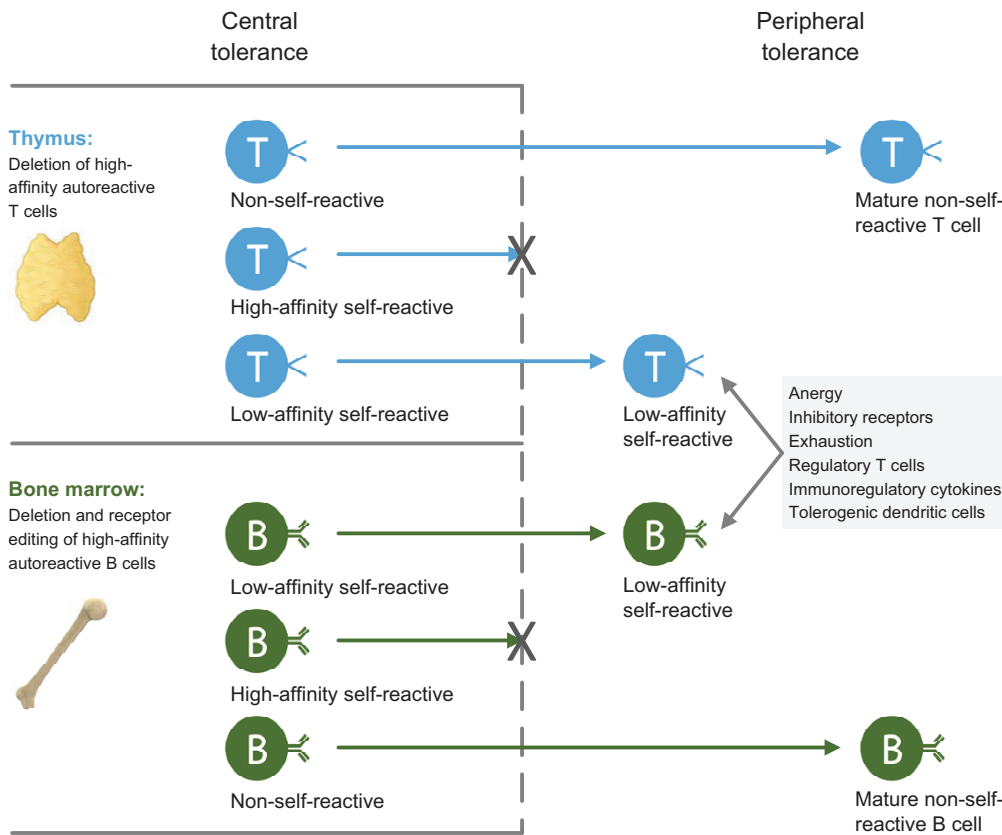 Central
tolerance
Peripheral
tolerance
Thymus:
Deletion of high-
affinity autoreactive
T cells
T
Non-self-reactive
T
Mature non-self-
reactive T cell
T
X
High-affinity self-reactive
T
Low-affinity self-reactive
T
Low-affinity
self-reactive
Anergy
Inhibitory receptors
Exhaustion
Regulatory T cells
Immunoregulatory cytokines
Tolerogenic dendritic cells
Bone marrow:
Deletion and receptor
editing of high-affinity
autoreactive B cells
B
Low-affinity self-reactive
B
Low-affinity
self-reactive
B
X
High-affinity self-reactive
B
Non-self-reactive
B
Mature non-self-
reactive B cell